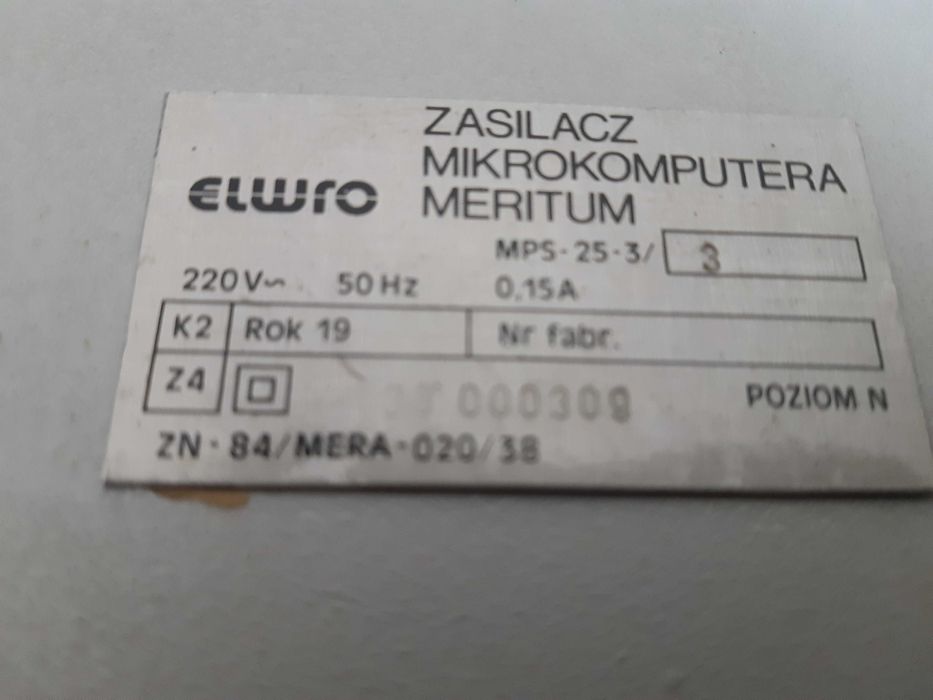 ZASILACZ
MIKROKOMPUTERA
ELWRO MERITUM
MPS-25-3/ 3
220V~ 50Hz 0,15A
K2 Rok 19 Nr fabr.
Z4 000309 POZIOM N
ZN-84/MERA-020/38